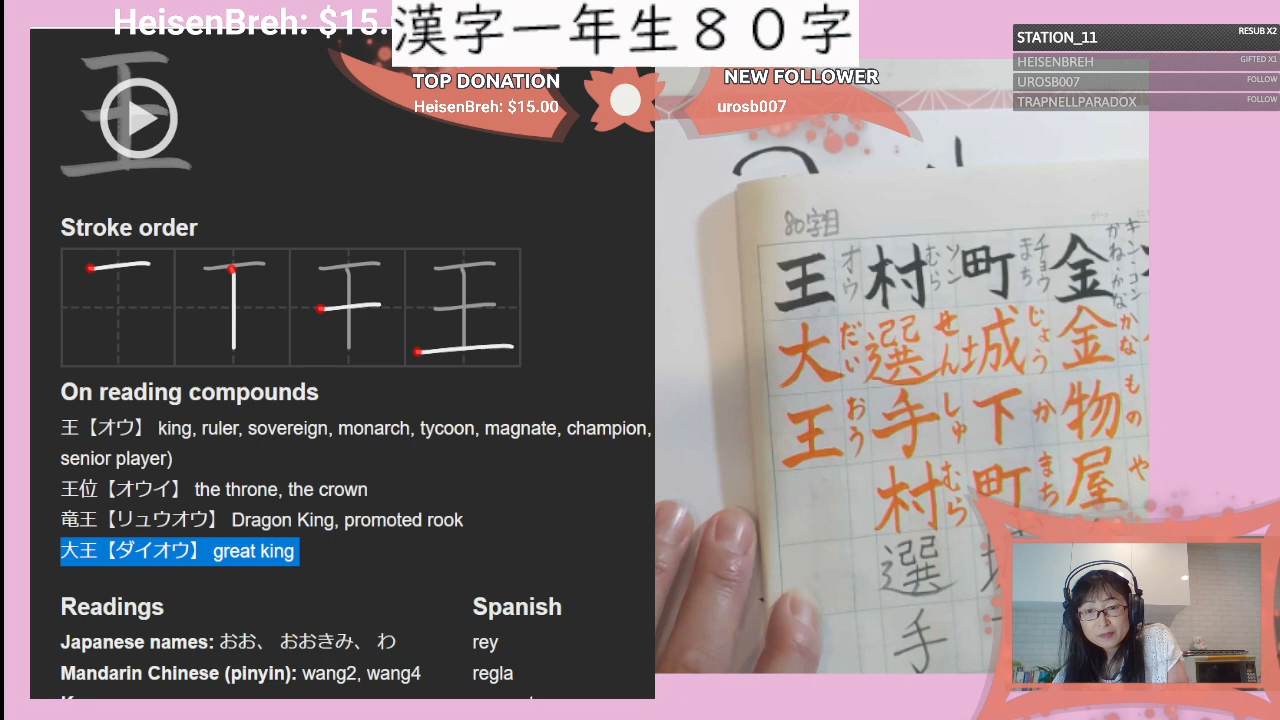 HeisenBreh: $15.
漢字一年生８０字
STATION_11 RESUB X2
HEISENBREH GIFTED X1
UROSB007 FOLLOW
TRAPNELLPARADOX FOLLOW
TOP DONATION
HeisenBreh: $15.00
NEW FOLLOWER
urosb007
王
Stroke order
On reading compounds
王【オウ】 king, ruler, sovereign, monarch, tycoon, magnate, champion,
senior player)
王位【オウイ】 the throne, the crown
竜王【リュウオウ】 Dragon King, promoted rook
大王【ダイオウ】 great king
Readings
Spanish
Japanese names: おお、 おおきみ、 わ
rey
Mandarin Chinese (pinyin): wang2, wang4
regla
80字目
金 キン・コン かね・かな
金物屋 かなものや
町 チョウ まち
城下町 じょうかまち
村 ソン むら
選手村 せんしゅむら
選手
王 オウ
大王 だいおう